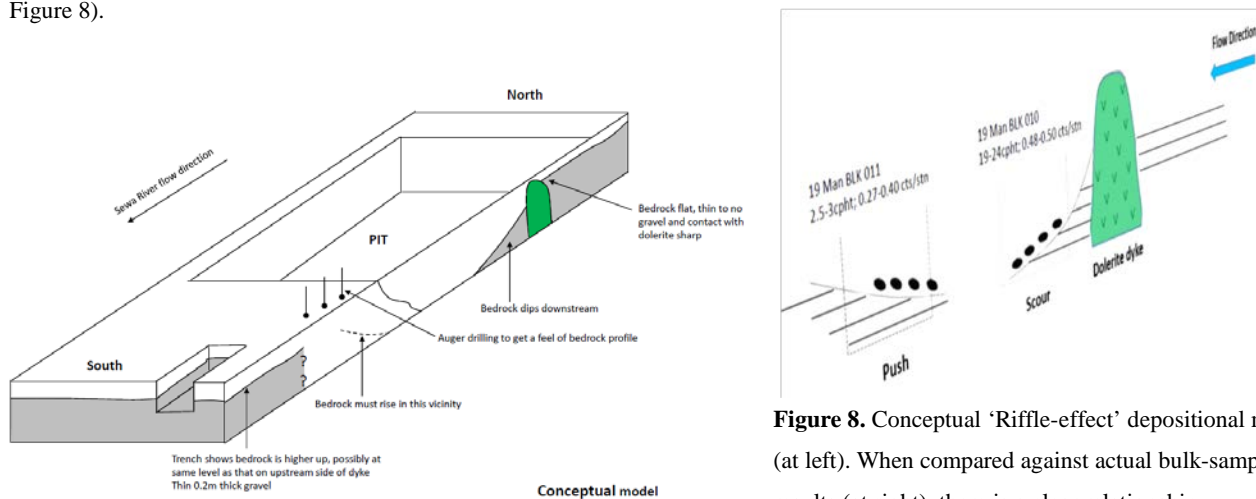 Figure 8).
North
Sewa River flow direction
PIT
Bedrock flat, thin to no
gravel and contact with
dolerite sharp
Bedrock dips downstream
Auger drilling to get a feel of bedrock profile
South
?
?
Bedrock must rise in this vicinity
Trench shows bedrock is higher up, possibly at
same level as that on upstream side of dyke
Thin 0.2m thick gravel
Conceptual model
Flow Direction
19 Man BLK 010
19-24cpht; 0.48-0.50 cts/stn
19 Man BLK 011
2.5-3cpht; 0.27-0.40 cts/stn
V V V V V V V V V V V V
Dolerite dyke
Scour
Push
Figure 8. Conceptual ‘Riffle-effect’ depositional
(at left). When compared against actual bulk-samp